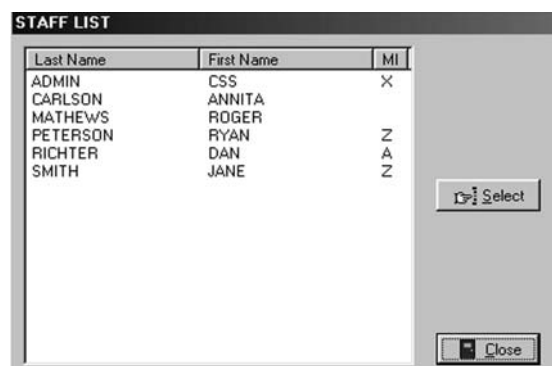 STAFF LIST
Last Name First Name MI
ADMIN CSS X
CARLSON ANNITA
MATHEWS ROGER
PETERSON RYAN Z
RICHTER DAN A
SMITH JANE Z
Select
Close